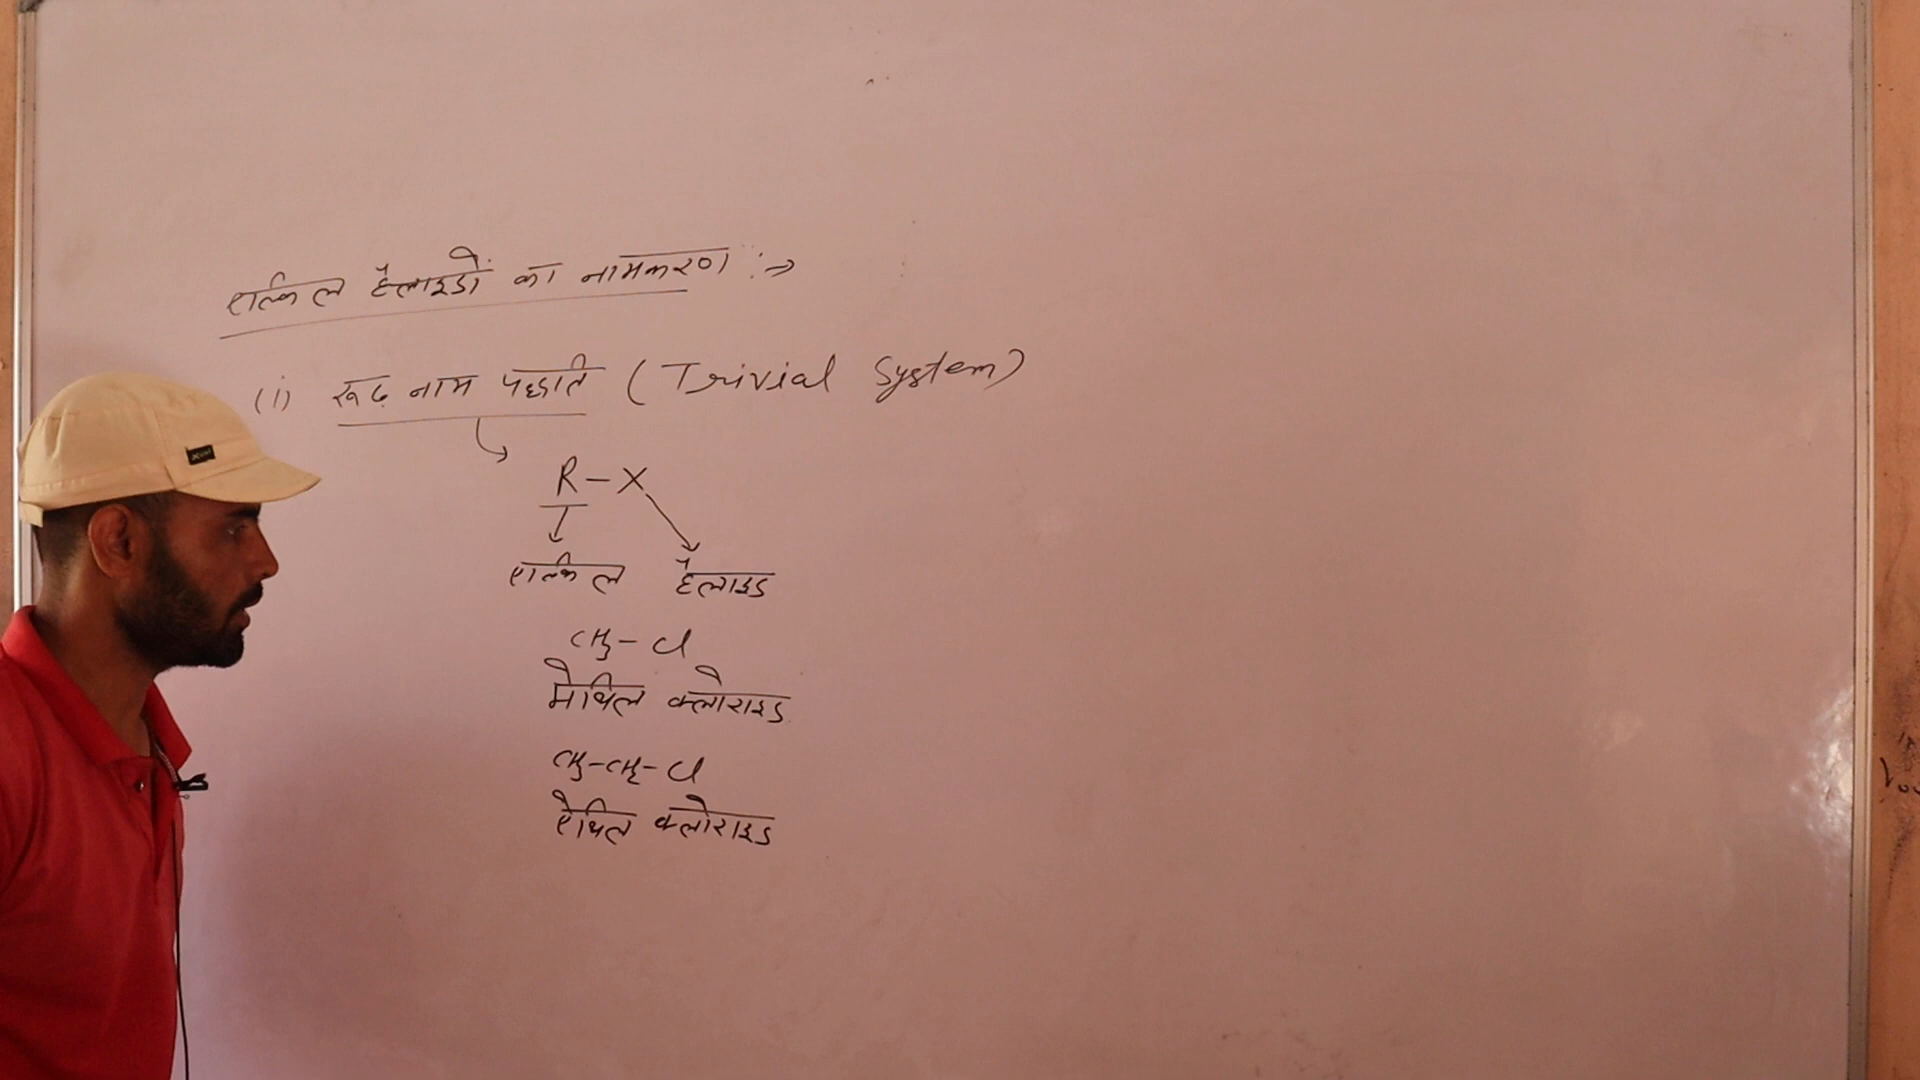 एल्किल हैलाइडों का नामकरण :→
(i) रूढ़ नाम पद्धति (Trivial System)
R - X
एल्किल हैलाइड
CH3 - Cl
मेथिल क्लोराइड
CH3-CH2-Cl
ऐथिल क्लोराइड